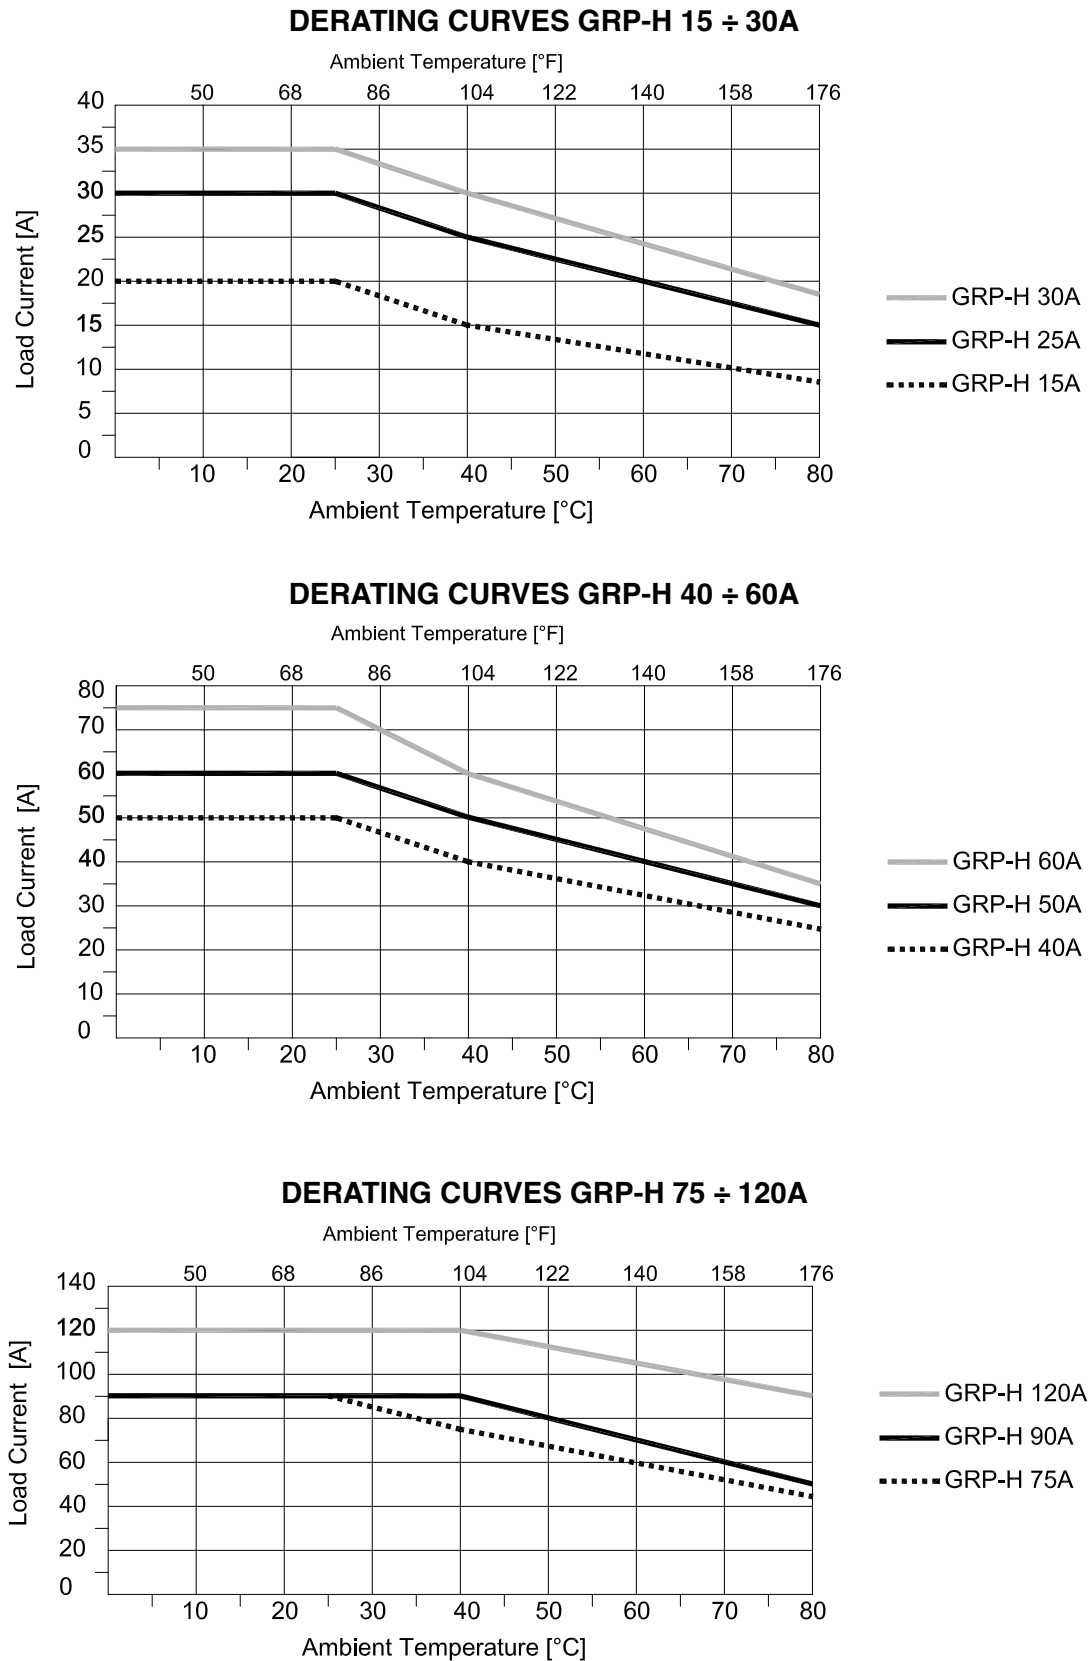 DERATING CURVES GRP-H 15 ÷ 30A
Ambient Temperature [°F]
50 68 86 104 122 140 158 176
40
35
30
25
20
15
10
5
0
Load Current [A]
10 20 30 40 50 60 70 80
Ambient Temperature [°C]
GRP-H 30A
GRP-H 25A
GRP-H 15A
DERATING CURVES GRP-H 40 ÷ 60A
Ambient Temperature [°F]
50 68 86 104 122 140 158 176
80
70
60
50
40
30
20
10
0
Load Current [A]
10 20 30 40 50 60 70 80
Ambient Temperature [°C]
GRP-H 60A
GRP-H 50A
GRP-H 40A
DERATING CURVES GRP-H 75 ÷ 120A
Ambient Temperature [°F]
50 68 86 104 122 140 158 176
140
120
100
80
60
40
20
0
Load Current [A]
10 20 30 40 50 60 70 80
Ambient Temperature [°C]
GRP-H 120A
GRP-H 90A
GRP-H 75A